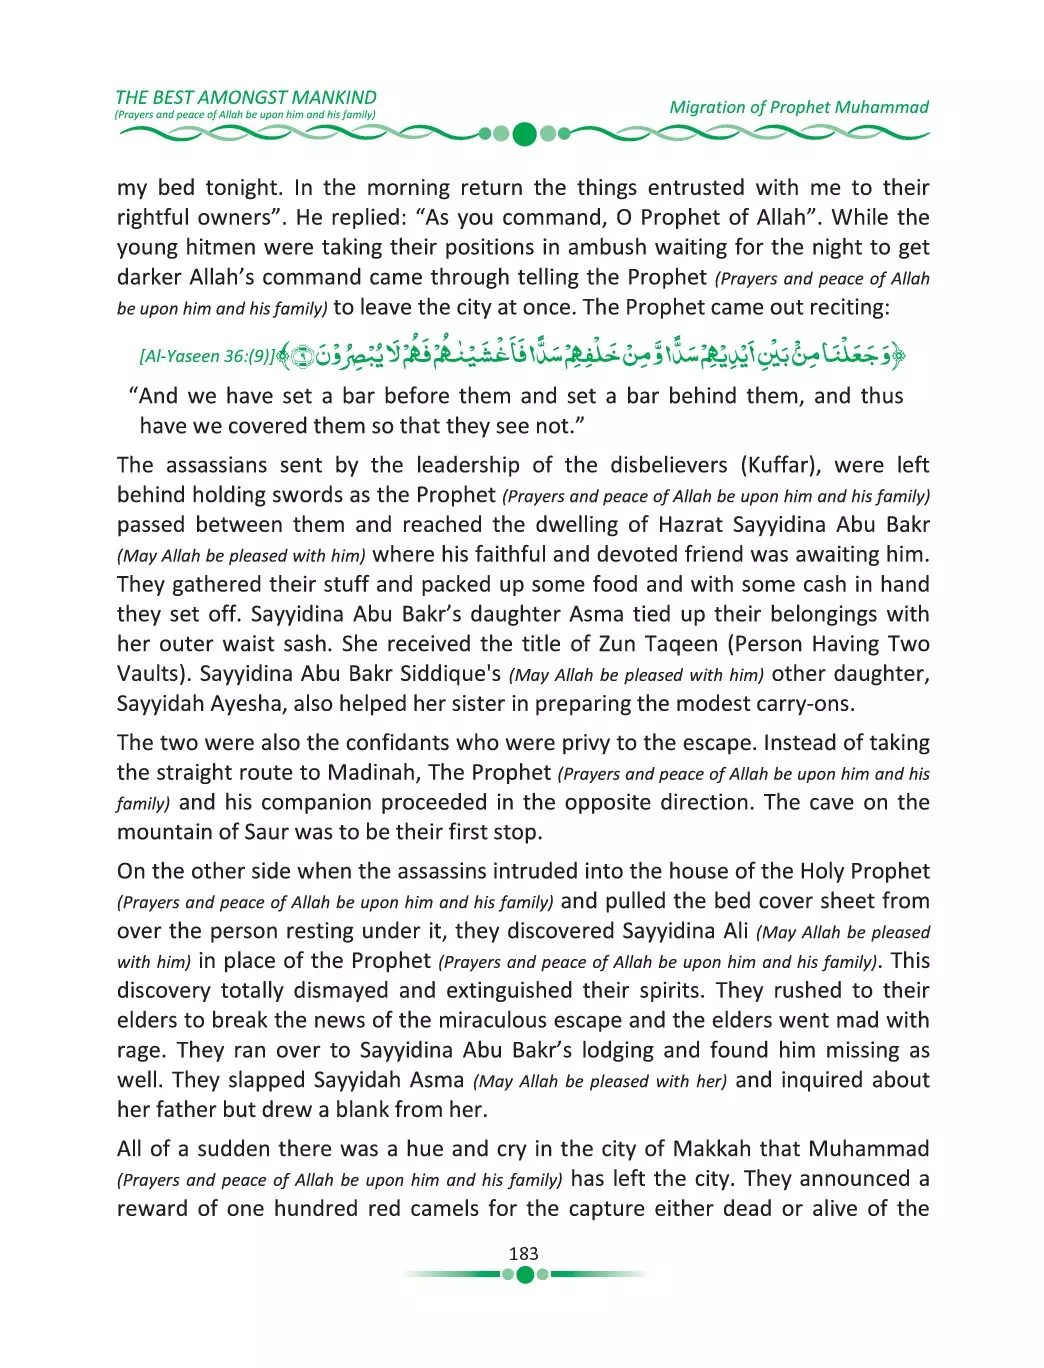 THE BEST AMONGST MANKIND
(Prayers and peace of Allah be upon him and his family)
Migration of Prophet Muhammad
my bed tonight. In the morning return the things entrusted with me to their
rightful owners”. He replied: “As you command, O Prophet of Allah”. While the
young hitmen were taking their positions in ambush waiting for the night to get
darker Allah’s command came through telling the Prophet (Prayers and peace of Allah
be upon him and his family) to leave the city at once. The Prophet came out reciting:
﴿وَجَعَلْنَا مِنْۢ بَيْنِ اَيْدِيْهِمْ سَدًّا وَّ مِنْ خَلْفِهِمْ سَدًّا فَاَغْشَيْنٰهُمْ فَهُمْ لَا يُبْصِرُوْنَ ۹﴾ [Al-Yaseen 36:(9)]
“And we have set a bar before them and set a bar behind them, and thus
have we covered them so that they see not.”
The assassians sent by the leadership of the disbelievers (Kuffar), were left
behind holding swords as the Prophet (Prayers and peace of Allah be upon him and his family)
passed between them and reached the dwelling of Hazrat Sayyidina Abu Bakr
(May Allah be pleased with him) where his faithful and devoted friend was awaiting him.
They gathered their stuff and packed up some food and with some cash in hand
they set off. Sayyidina Abu Bakr’s daughter Asma tied up their belongings with
her outer waist sash. She received the title of Zun Taqeen (Person Having Two
Vaults). Sayyidina Abu Bakr Siddique's (May Allah be pleased with him) other daughter,
Sayyidah Ayesha, also helped her sister in preparing the modest carry-ons.
The two were also the confidants who were privy to the escape. Instead of taking
the straight route to Madinah, The Prophet (Prayers and peace of Allah be upon him and his
family) and his companion proceeded in the opposite direction. The cave on the
mountain of Saur was to be their first stop.
On the other side when the assassins intruded into the house of the Holy Prophet
(Prayers and peace of Allah be upon him and his family) and pulled the bed cover sheet from
over the person resting under it, they discovered Sayyidina Ali (May Allah be pleased
with him) in place of the Prophet (Prayers and peace of Allah be upon him and his family). This
discovery totally dismayed and extinguished their spirits. They rushed to their
elders to break the news of the miraculous escape and the elders went mad with
rage. They ran over to Sayyidina Abu Bakr’s lodging and found him missing as
well. They slapped Sayyidah Asma (May Allah be pleased with her) and inquired about
her father but drew a blank from her.
All of a sudden there was a hue and cry in the city of Makkah that Muhammad
(Prayers and peace of Allah be upon him and his family) has left the city. They announced a
reward of one hundred red camels for the capture either dead or alive of the
183